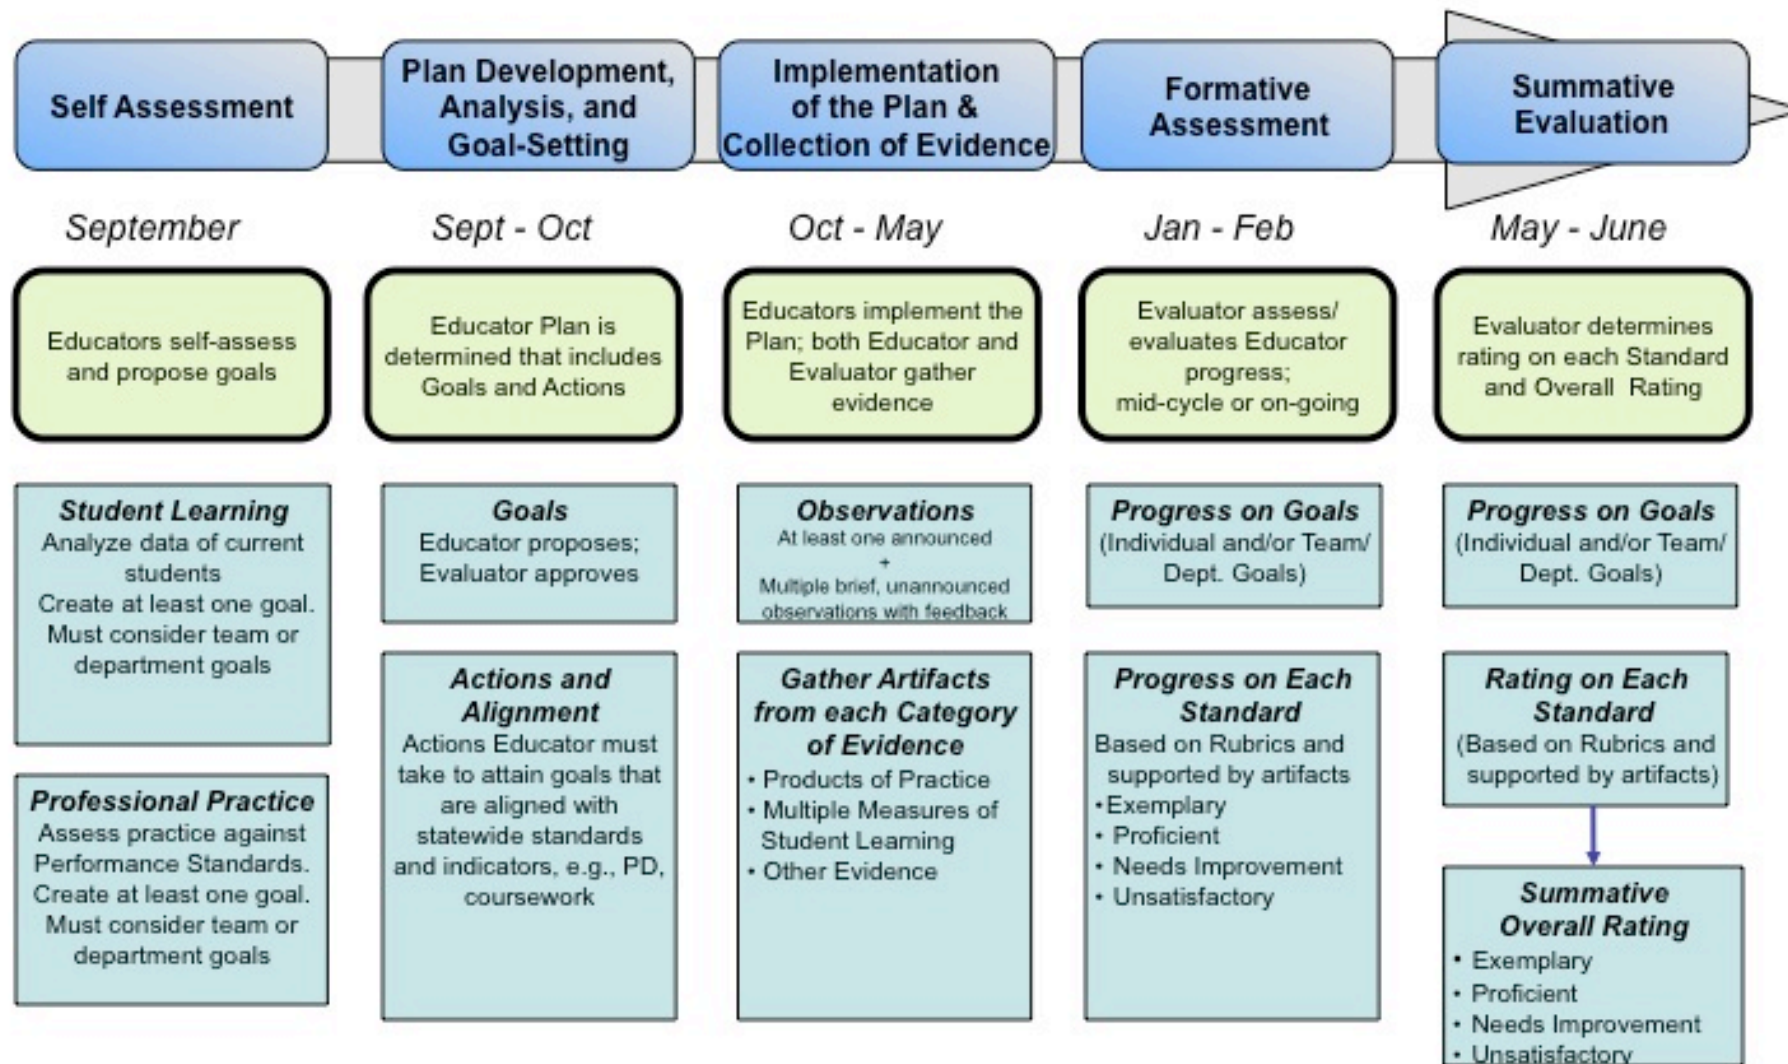 Self Assessment
Plan Development,
Analysis, and
Goal-Setting
Implementation
of the Plan &
Collection of Evidence
Formative
Assessment
Summative
Evaluation
September
Sept - Oct
Oct - May
Jan - Feb
May - June
Educators self-assess
and propose goals
Educator Plan is
determined that includes
Goals and Actions
Educators implement the
Plan; both Educator and
Evaluator gather
evidence
Evaluator assess/
evaluates Educator
progress;
mid-cycle or on-going
Evaluator determines
rating on each Standard
and Overall Rating
Student Learning
Analyze data of current
students
Create at least one goal.
Must consider team or
department goals
Professional Practice
Assess practice against
Performance Standards.
Create at least one goal.
Must consider team or
department goals
Goals
Educator proposes;
Evaluator approves
Actions and
Alignment
Actions Educator must
take to attain goals that
are aligned with
statewide standards
and indicators, e.g., PD,
coursework
Observations
At least one announced
+
Multiple brief, unannounced
observations with feedback
Gather Artifacts
from each Category
of Evidence
• Products of Practice
• Multiple Measures of
Student Learning
• Other Evidence
Progress on Goals
(Individual and/or Team/
Dept. Goals)
Progress on Each
Standard
Based on Rubrics and
supported by artifacts
•Exemplary
• Proficient
• Needs Improvement
• Unsatisfactory
Progress on Goals
(Individual and/or Team/
Dept. Goals)
Rating on Each
Standard
(Based on Rubrics and
supported by artifacts)
Summative
Overall Rating
• Exemplary
• Proficient
• Needs Improvement
• Unsatisfactory